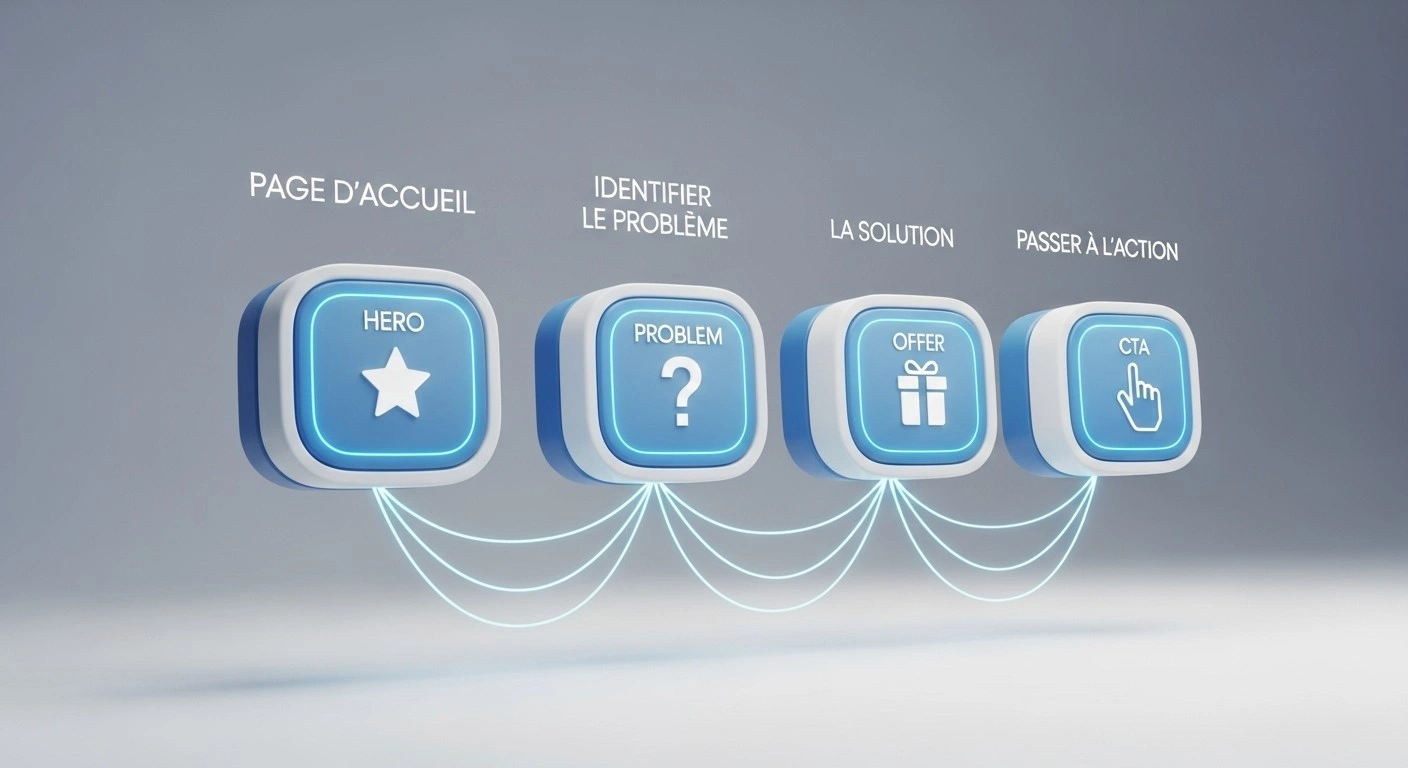 PAGE D'ACCUEIL
IDENTIFIER
LE PROBLÈME
LA SOLUTION
PASSER À L'ACTION
HERO
PROBLEM
OFFER
CTA